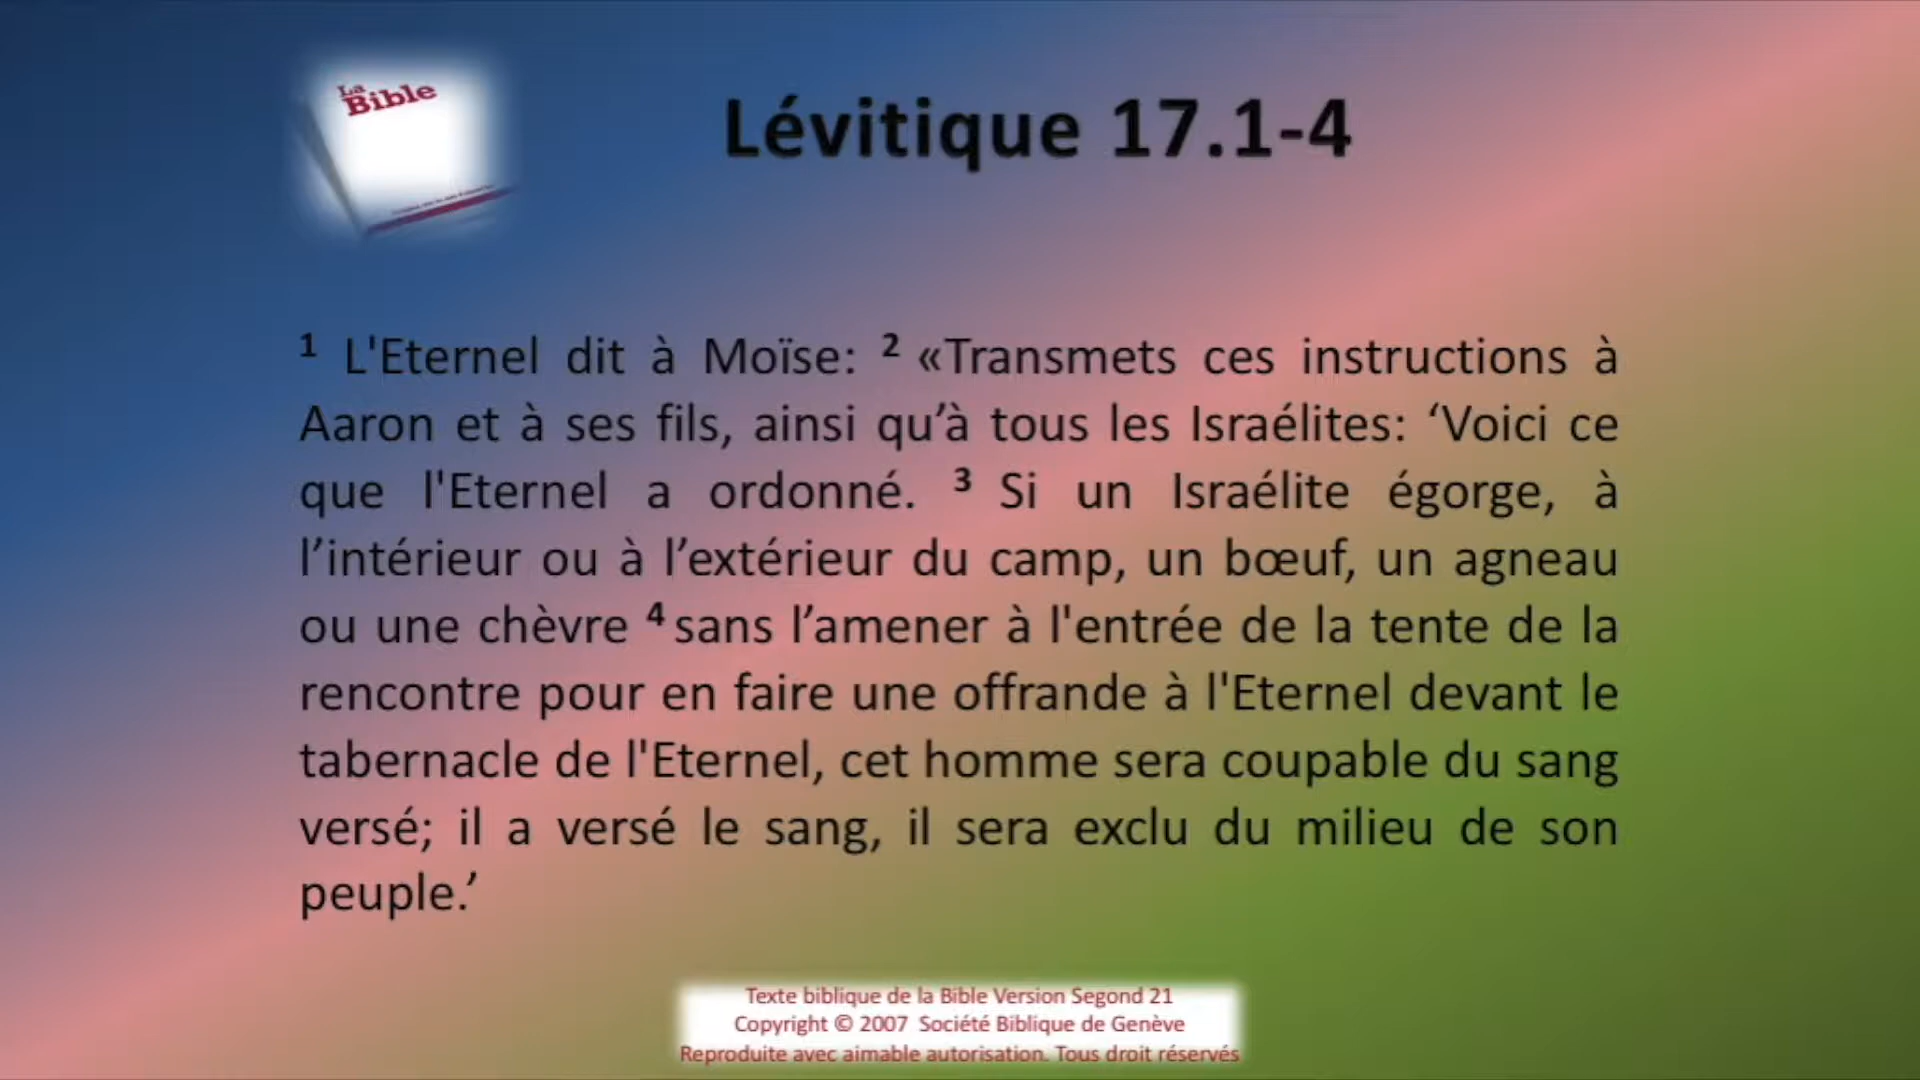 La
Bible
Lévitique 17.1-4
1 L'Eternel dit à Moïse: 2 «Transmets ces instructions à
Aaron et à ses fils, ainsi qu’à tous les Israélites: ‘Voici ce
que l'Eternel a ordonné. 3 Si un Israélite égorge, à
l’intérieur ou à l’extérieur du camp, un bœuf, un agneau
ou une chèvre 4 sans l’amener à l'entrée de la tente de la
rencontre pour en faire une offrande à l'Eternel devant le
tabernacle de l'Eternel, cet homme sera coupable du sang
versé; il a versé le sang, il sera exclu du milieu de son
peuple.’
Texte biblique de la Bible Version Segond 21
Copyright © 2007 Société Biblique de Genève
Reproduite avec aimable autorisation. Tous droit réservés